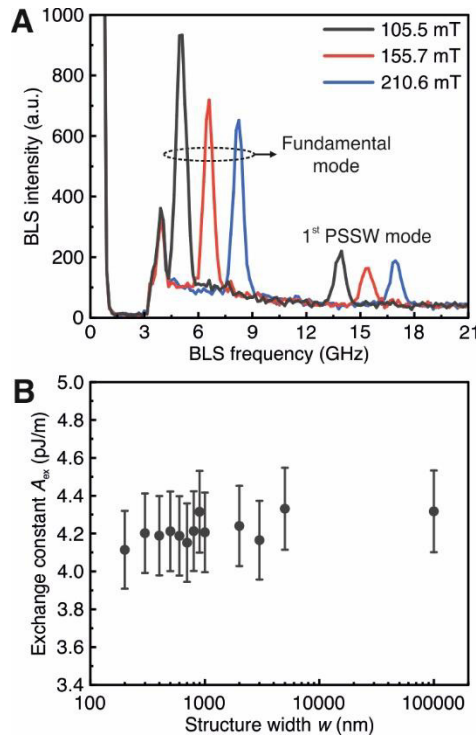 A
1000
800
600
400
200
0
BLS intensity (a.u.)
105.5 mT
155.7 mT
210.6 mT
Fundamental
mode
1st PSSW mode
0 3 6 9 12 15 18 21
BLS frequency (GHz)
B
5.0
4.8
4.6
4.4
4.2
4.0
3.8
3.6
3.4
Exchange constant Aex (pJ/m)
100 1000 10000 100000
Structure width w (nm)